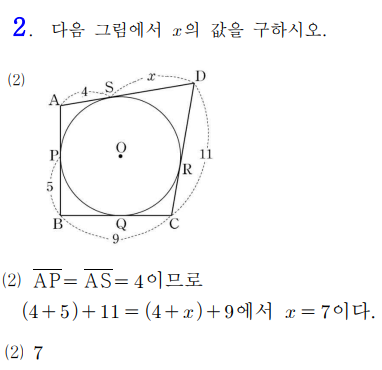 2. 다음 그림에서 x의 값을 구하시오.
(2)
A 4 S x D
P O 11
R
5
B Q C
9
(2) AP = AS = 4이므로
(4+5)+11=(4+x)+9에서 x=7이다.
(2) 7